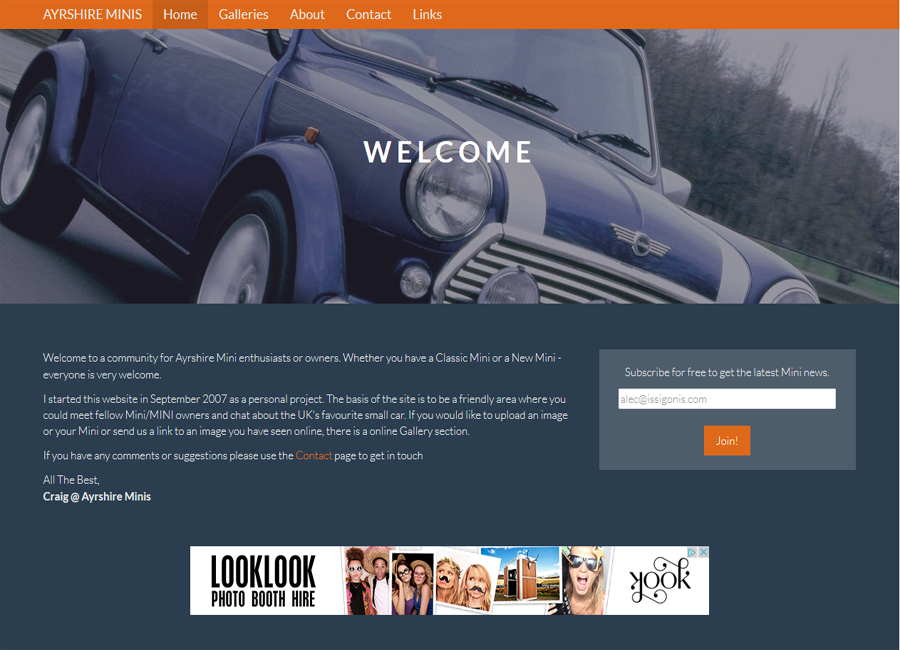 AYRSHIRE MINIS Home Galleries About Contact Links
WELCOME
Welcome to a community for Ayrshire Mini enthusiasts or owners. Whether you have a Classic Mini or a New Mini -
everyone is very welcome.
I started this website in September 2007 as a personal project. The basis of the site is to be a friendly area where you
could meet fellow Mini/MINI owners and chat about the UK's favourite small car. If you would like to upload an image
or your Mini or send us a link to an image you have seen online, there is a online Gallery section.
If you have any comments or suggestions please use the Contact page to get in touch
All The Best,
Craig @ Ayrshire Minis
Subscribe for free to get the latest Mini news.
alec@issigonis.com
Join!
LOOKLOOK
PHOTO BOOTH HIRE